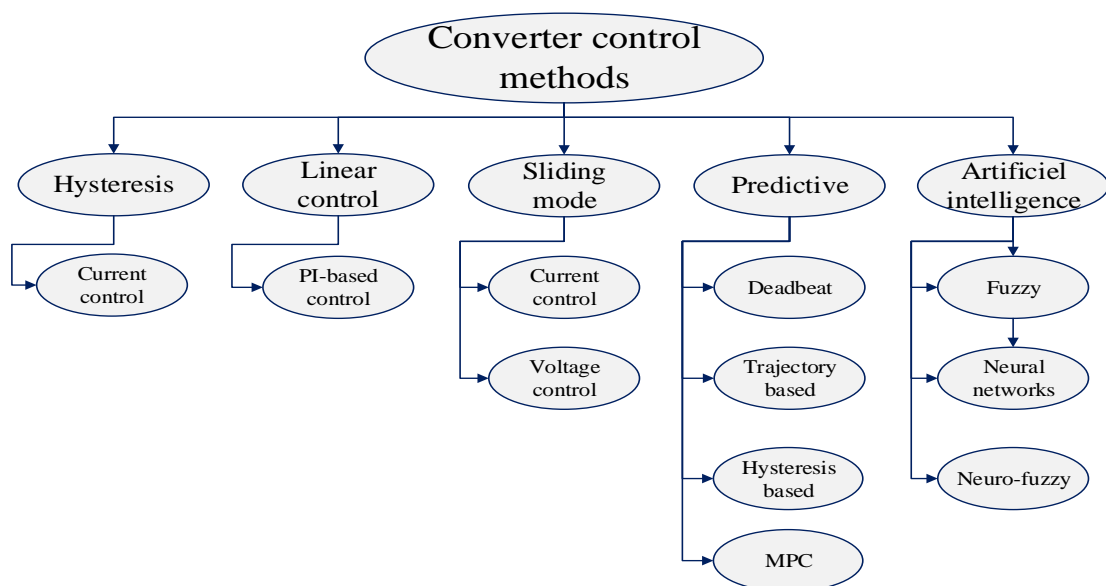 Converter control
methods
Hysteresis
Linear
control
Sliding
mode
Predictive
Artificiel
intelligence
Current
control
PI-based
control
Current
control
Deadbeat
Fuzzy
Voltage
control
Trajectory
based
Neural
networks
Hysteresis
based
Neuro-fuzzy
MPC